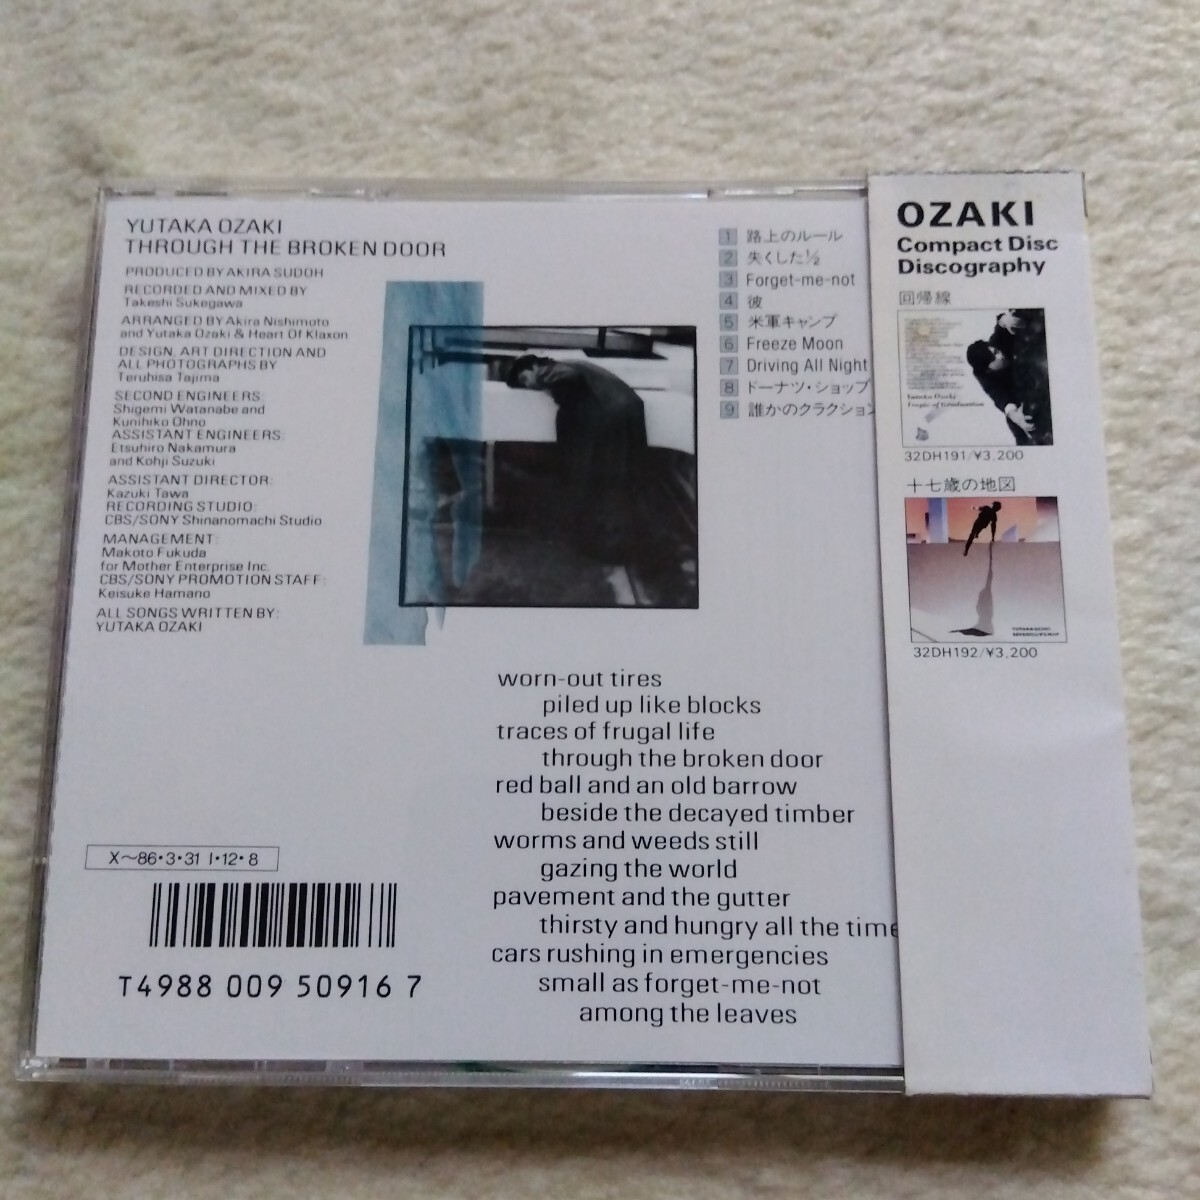 YUTAKA OZAKI
THROUGH THE BROKEN DOOR
PRODUCED BY AKIRA SUDOH
RECORDED AND MIXED BY
Takeshi Sukegawa
ARRANGED BY Akira Nishimoto
and Yutaka Ozaki & Heart Of Klaxon
DESIGN, ART DIRECTION AND
ALL PHOTOGRAPHS BY
Teruhisa Tajima
SECOND ENGINEERS:
Shigemi Watanabe and
Kunihiko Ohno
ASSISTANT ENGINEERS:
Etsuhiro Nakamura
and Kohji Suzuki
ASSISTANT DIRECTOR:
Kazuki Tawa
RECORDING STUDIO:
CBS/SONY Shinanomachi Studio
MANAGEMENT:
Makoto Fukuda
for Mother Enterprise Inc.
CBS/SONY PROMOTION STAFF:
Keisuke Hamano
ALL SONGS WRITTEN BY:
YUTAKA OZAKI
1 路上のルール
2 失くした½
3 Forget-me-not
4 彼
5 米軍キャンプ
6 Freeze Moon
7 Driving All Night
8 ドーナツ・ショップ
9 誰かのクラクション
worn-out tires
piled up like blocks
traces of frugal life
through the broken door
red ball and an old barrow
beside the decayed timber
worms and weeds still
gazing the world
pavement and the gutter
thirsty and hungry all the time
cars rushing in emergencies
small as forget-me-not
among the leaves
X〜86・3・31 I・12・8
T4988 009 50916 7
OZAKI
Compact Disc
Discography
回帰線
Yutaka Ozaki
Tropic of Graduation
32DH191/¥3,200
十七歳の地図
YUTAKA OZAKI
SEVENTEEN'S MAP
32DH192/¥3,200